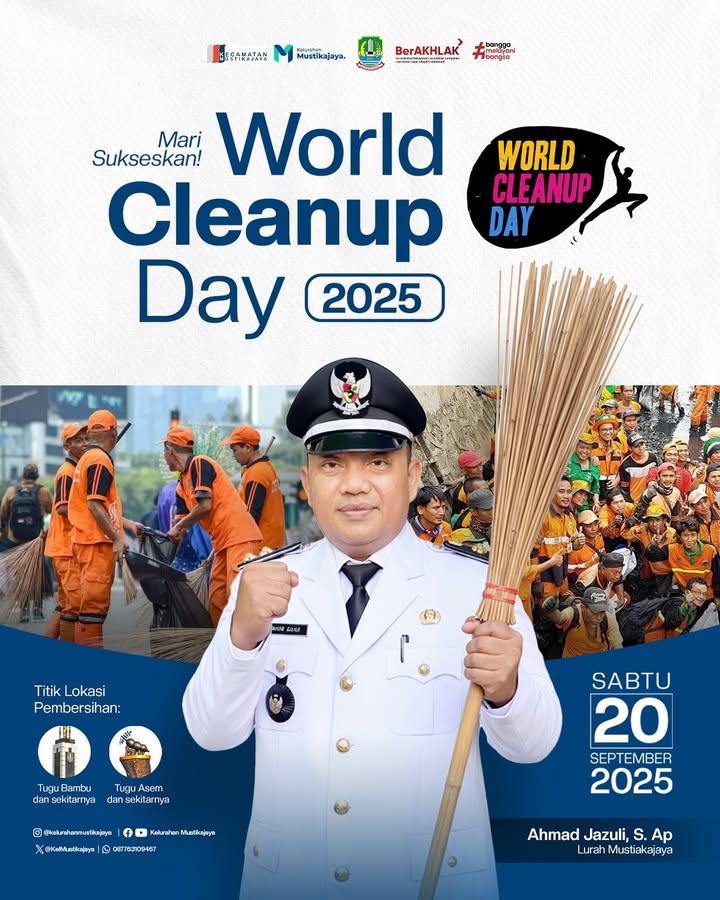 KECAMATAN
MUSTIKAJAYA
Kelurahan
Mustikajaya.
BerAKHLAK
#bangga
melayani
bangsa
Mari
Sukseskan!
World
Cleanup
Day
2025
WORLD
CLEANUP
DAY
Titik Lokasi
Pembersihan:
Tugu Bambu
dan sekitarnya
Tugu Asem
dan sekitarnya
@kelurahanmustikajaya | Kelurahan Mustikajaya
@KelMustikajaya | 087763109467
SABTU
20
SEPTEMBER
2025
Ahmad Jazuli, S. Ap
Lurah Mustiakajaya